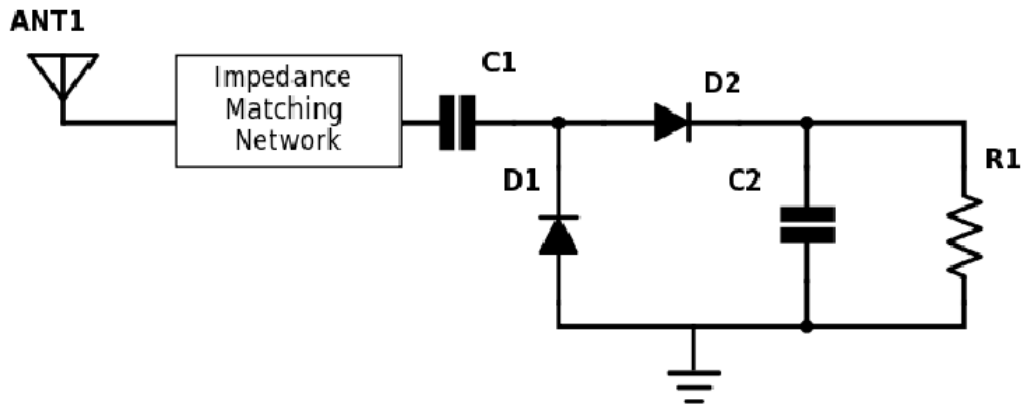 ANT1
Impedance
Matching
Network
C1
D2
D1
C2
R1